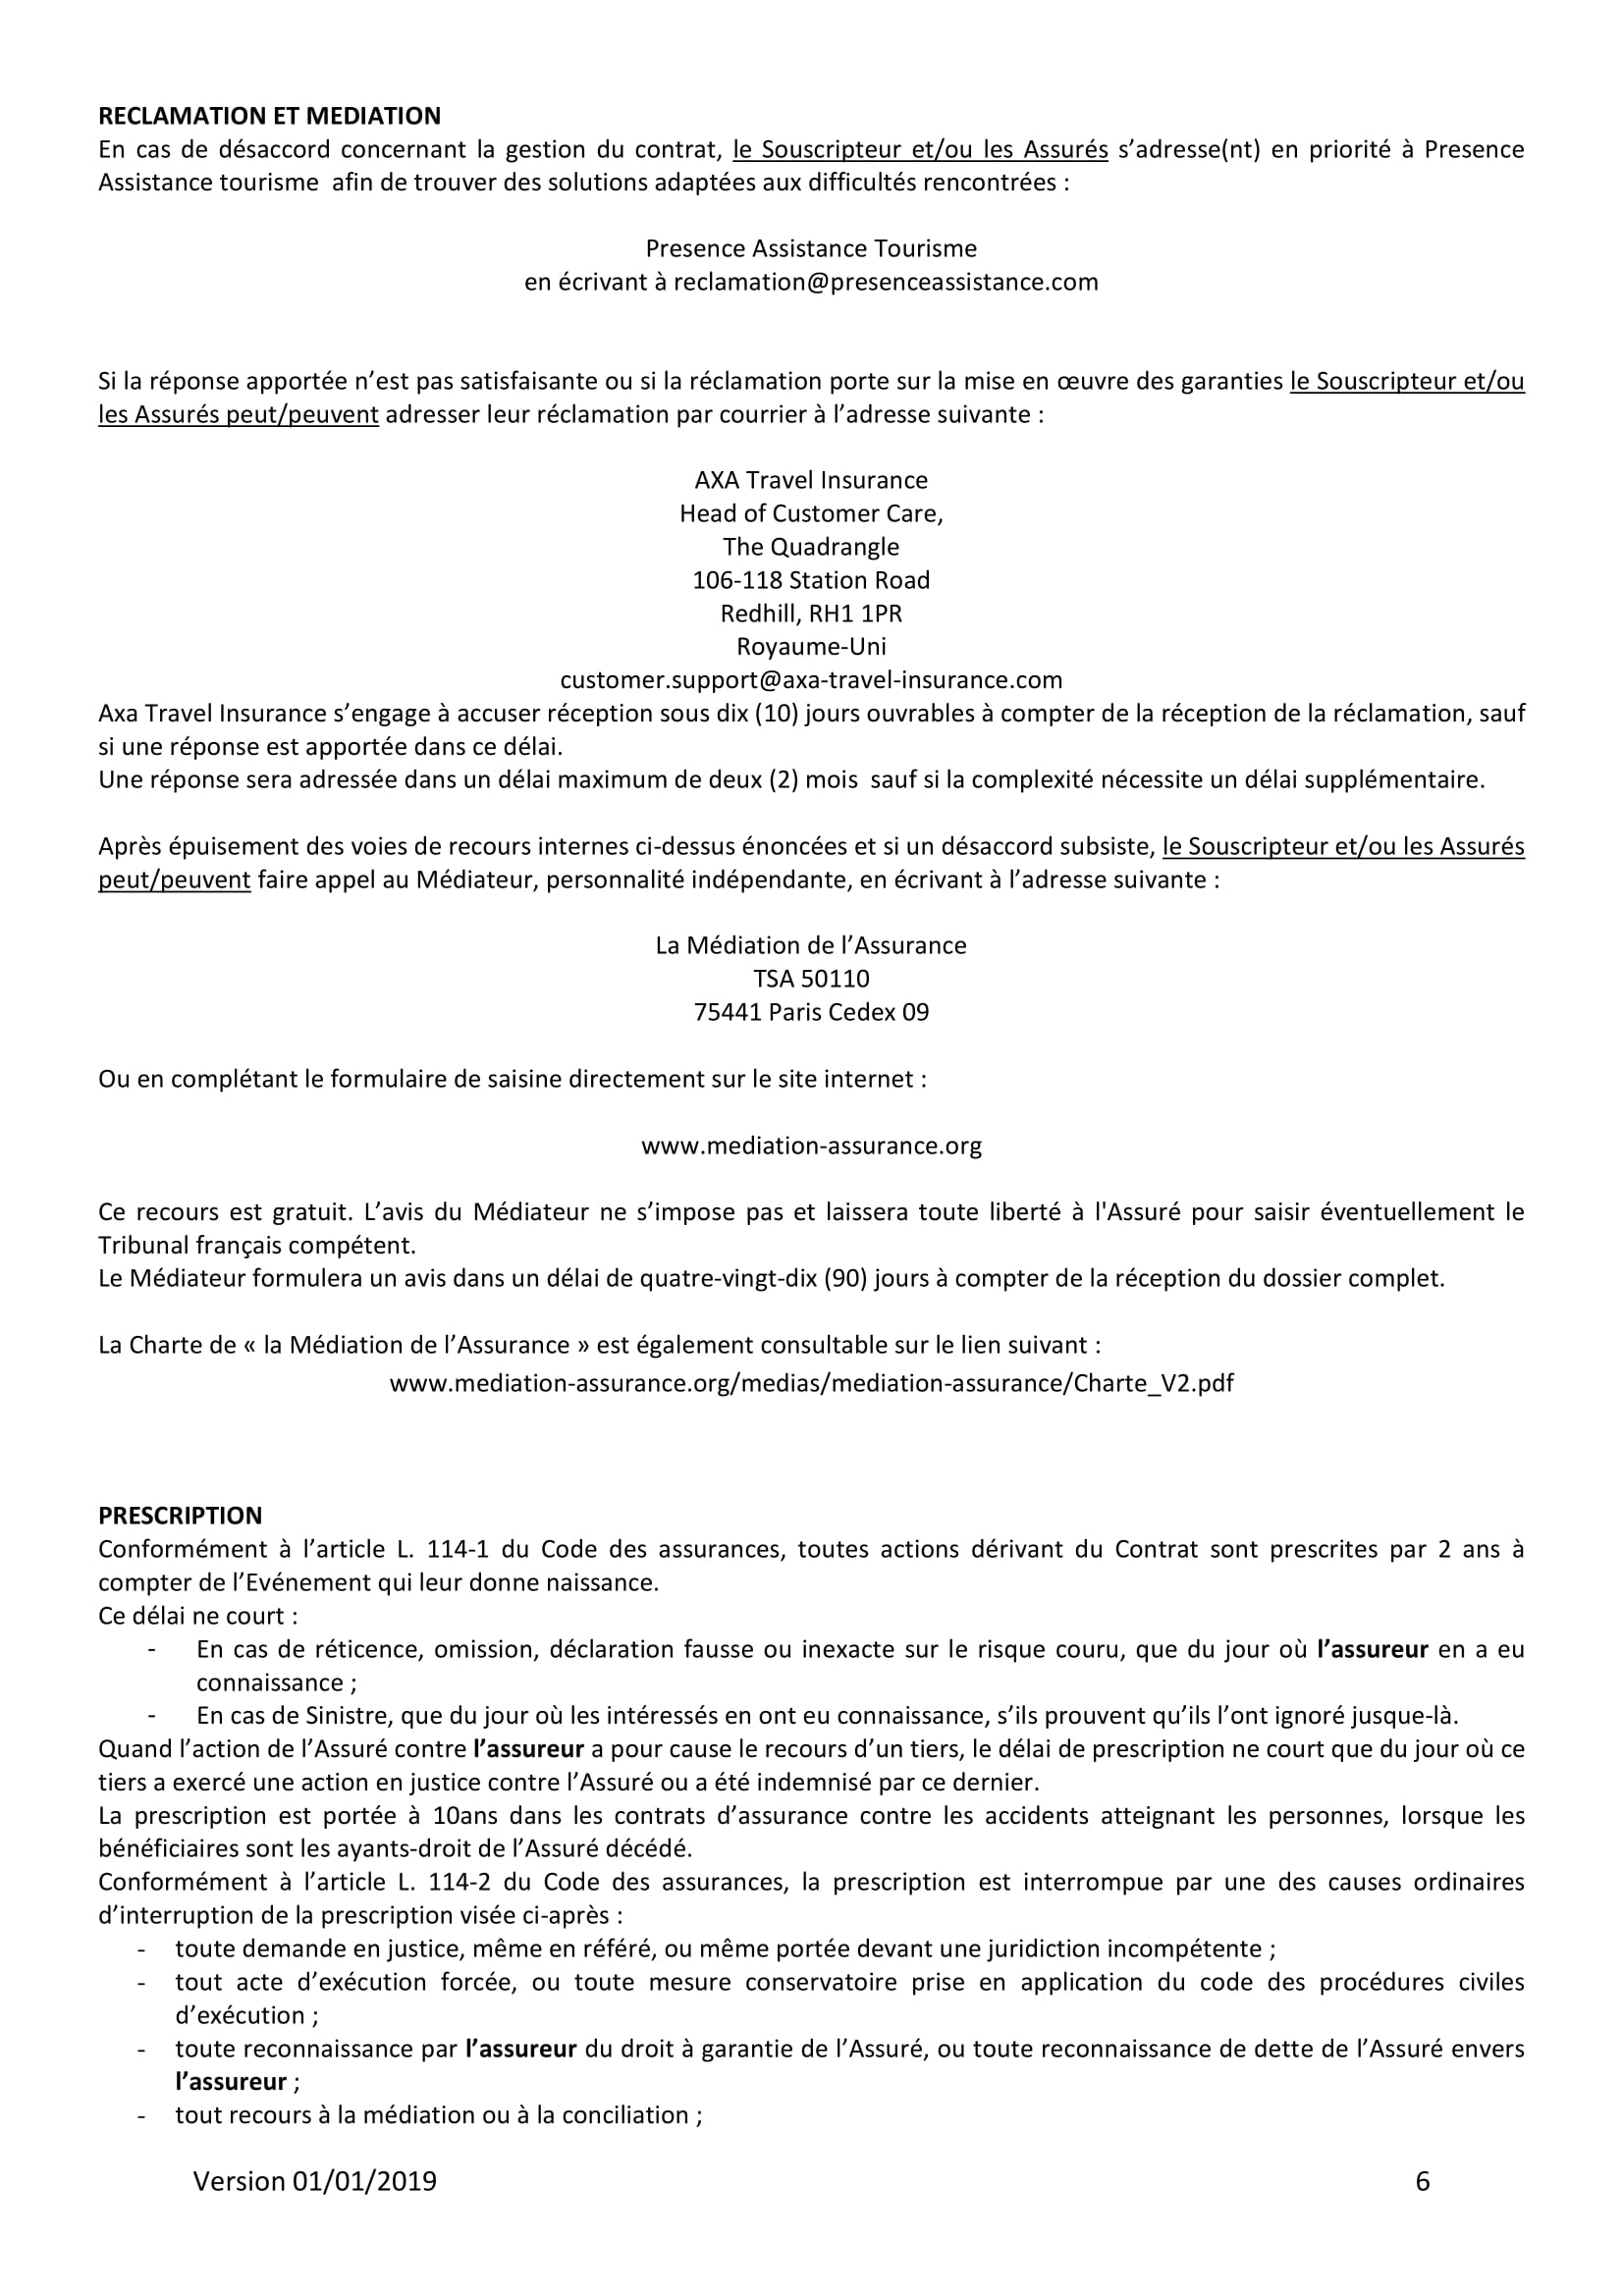 RECLAMATION ET MEDIATION
En cas de désaccord concernant la gestion du contrat, le Souscripteur et/ou les Assurés s’adresse(nt) en priorité à Presence
Assistance tourisme  afin de trouver des solutions adaptées aux difficultés rencontrées :
Presence Assistance Tourisme
en écrivant à reclamation@presenceassistance.com
Si la réponse apportée n’est pas satisfaisante ou si la réclamation porte sur la mise en œuvre des garanties le Souscripteur et/ou
les Assurés peut/peuvent adresser leur réclamation par courrier à l’adresse suivante :
AXA Travel Insurance
Head of Customer Care,
The Quadrangle
106-118 Station Road
Redhill, RH1 1PR
Royaume-Uni
customer.support@axa-travel-insurance.com
Axa Travel Insurance s’engage à accuser réception sous dix (10) jours ouvrables à compter de la réception de la réclamation, sauf
si une réponse est apportée dans ce délai.
Une réponse sera adressée dans un délai maximum de deux (2) mois  sauf si la complexité nécessite un délai supplémentaire.
Après épuisement des voies de recours internes ci-dessus énoncées et si un désaccord subsiste, le Souscripteur et/ou les Assurés
peut/peuvent faire appel au Médiateur, personnalité indépendante, en écrivant à l’adresse suivante :
La Médiation de l’Assurance
TSA 50110
75441 Paris Cedex 09
Ou en complétant le formulaire de saisine directement sur le site internet :
www.mediation-assurance.org
Ce recours est gratuit. L’avis du Médiateur ne s’impose pas et laissera toute liberté à l'Assuré pour saisir éventuellement le
Tribunal français compétent.
Le Médiateur formulera un avis dans un délai de quatre-vingt-dix (90) jours à compter de la réception du dossier complet.
La Charte de « la Médiation de l’Assurance » est également consultable sur le lien suivant :
www.mediation-assurance.org/medias/mediation-assurance/Charte_V2.pdf
PRESCRIPTION
Conformément à l’article L. 114-1 du Code des assurances, toutes actions dérivant du Contrat sont prescrites par 2 ans à
compter de l’Evénement qui leur donne naissance.
Ce délai ne court :
- En cas de réticence, omission, déclaration fausse ou inexacte sur le risque couru, que du jour où l’assureur en a eu
connaissance ;
- En cas de Sinistre, que du jour où les intéressés en ont eu connaissance, s’ils prouvent qu’ils l’ont ignoré jusque-là.
Quand l’action de l’Assuré contre l’assureur a pour cause le recours d’un tiers, le délai de prescription ne court que du jour où ce
tiers a exercé une action en justice contre l’Assuré ou a été indemnisé par ce dernier.
La prescription est portée à 10ans dans les contrats d’assurance contre les accidents atteignant les personnes, lorsque les
bénéficiaires sont les ayants-droit de l’Assuré décédé.
Conformément à l’article L. 114-2 du Code des assurances, la prescription est interrompue par une des causes ordinaires
d’interruption de la prescription visée ci-après :
- toute demande en justice, même en référé, ou même portée devant une juridiction incompétente ;
- tout acte d’exécution forcée, ou toute mesure conservatoire prise en application du code des procédures civiles
d’exécution ;
- toute reconnaissance par l’assureur du droit à garantie de l’Assuré, ou toute reconnaissance de dette de l’Assuré envers
l’assureur ;
- tout recours à la médiation ou à la conciliation ;
Version 01/01/2019 6